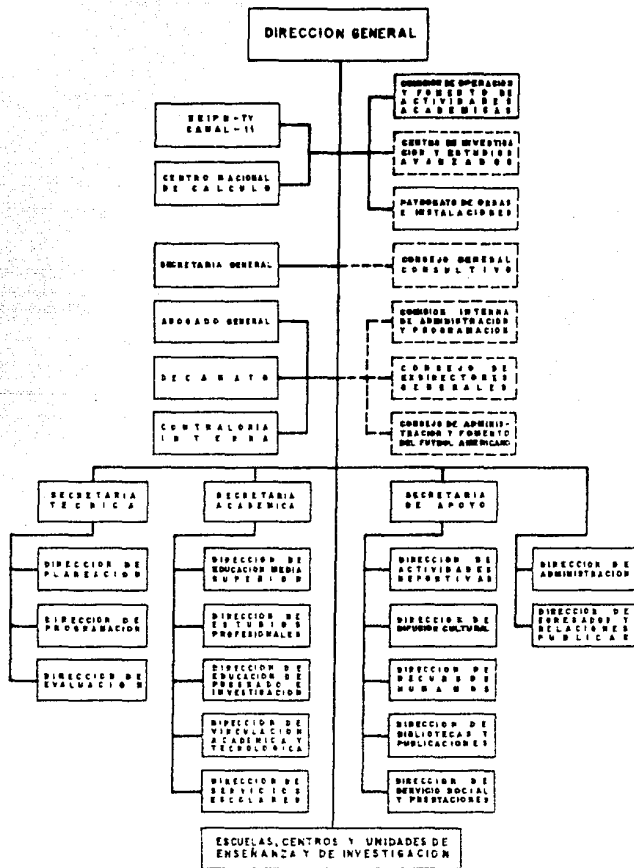 DIRECCION GENERAL
COMISION DE OPERACION
Y FOMENTO DE
ACTIVIDADES
ACADEMICAS
XEIPN-TV
CANAL-11
CENTRO DE INVESTIGA
CION Y ESTUDIOS
AVANZADOS
CENTRO NACIONAL
DE CALCULO
PATRONATO DE OBRAS
E INSTALACIONES
SECRETARIA GENERAL
CONSEJO GENERAL
CONSULTIVO
ABOGADO GENERAL
COMISION INTERNA
DE ADMINISTRACION
Y PROGRAMACION
DECANATO
CONSEJO DE
EXDIRECTORES
GENERALES
CONTRALORIA
INTERNA
CONSEJO DE ADMINIS-
TRACION Y FOMENTO
DEL FUTBOL AMERICANO
SECRETARIA
TECNICA
SECRETARIA
ACADEMICA
SECRETARIA
DE APOYO
DIRECCION DE
PLANEACION
DIRECCION DE
EDUCACION MEDIA
SUPERIOR
DIRECCION DE
ACTIVIDADES
DEPORTIVAS
DIRECCION DE
ADMINISTRACION
DIRECCION DE
PROGRAMACION
DIRECCION DE
ESTUDIOS
PROFESIONALES
DIRECCION DE
DIFUSION CULTURAL
DIRECCION DE
EGRESADOS Y
RELACIONES
PUBLICAS
DIRECCION DE
EVALUACION
DIRECCION DE
EDUCACION DE
POSGRADO E
INVESTIGACION
DIRECCION DE
RECURSOS
HUMANOS
DIRECCION DE
VINCULACION
ACADEMICA Y
TECNOLOGICA
DIRECCION DE
BIBLIOTECAS Y
PUBLICACIONES
DIRECCION DE
SERVICIOS
ESCOLARES
DIRECCION DE
SERVICIO SOCIAL
Y PRESTACIONES
ESCUELAS, CENTROS Y UNIDADES DE
ENSEÑANZA Y DE INVESTIGACION